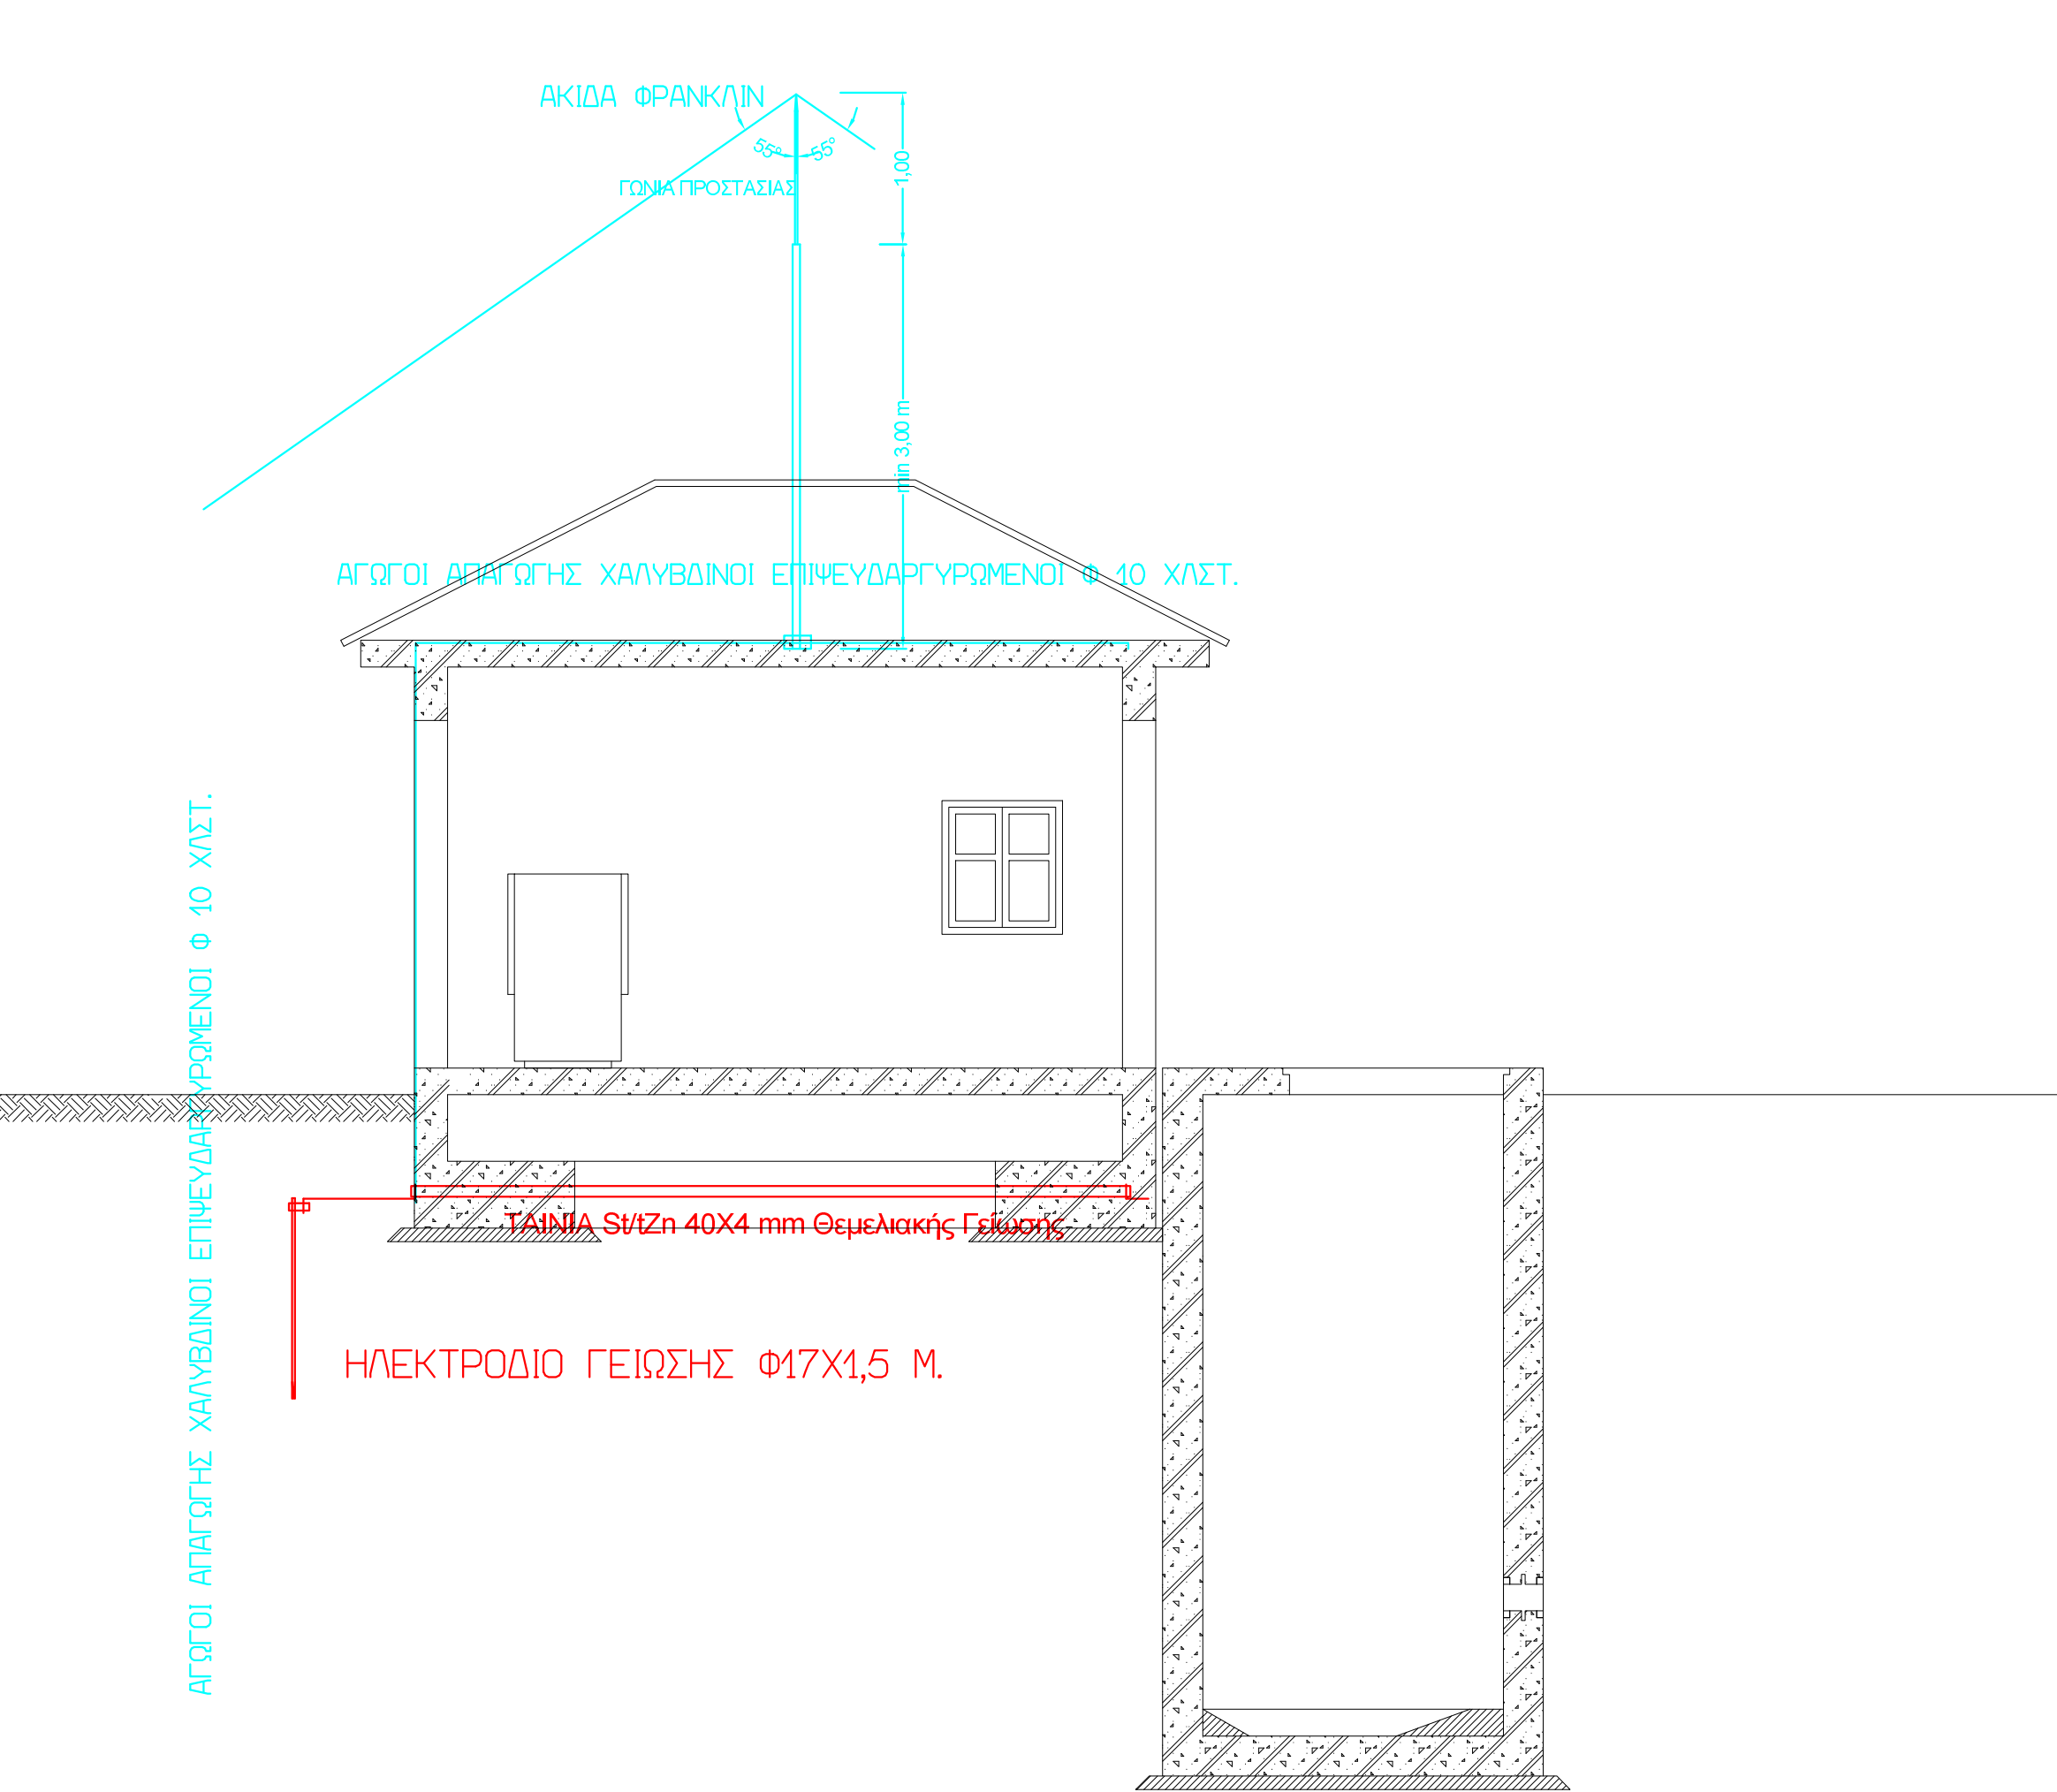 ΑΚΙΔΑ ΦΡΑΝΚΛΙΝ
55°
55°
1,00
ΓΩΝΙΑ ΠΡΟΣΤΑΣΙΑΣ
min 3,00 m
ΑΓΩΓΟΙ ΑΠΑΓΩΓΗΣ ΧΑΛΥΒΔΙΝΟΙ ΕΠΙΨΕΥΔΑΡΓΥΡΩΜΕΝΟΙ Φ 10 ΧΛΣΤ.
ΑΓΩΓΟΙ ΑΠΑΓΩΓΗΣ ΧΑΛΥΒΔΙΝΟΙ ΕΠΙΨΕΥΔΑΡΓΥΡΩΜΕΝΟΙ Φ 10 ΧΛΣΤ.
ΤΑΙΝΙΑ St/tZn 40X4 mm Θεμελιακής Γείωσης
ΗΛΕΚΤΡΟΔΙΟ ΓΕΙΩΣΗΣ Φ17Χ1,5 Μ.